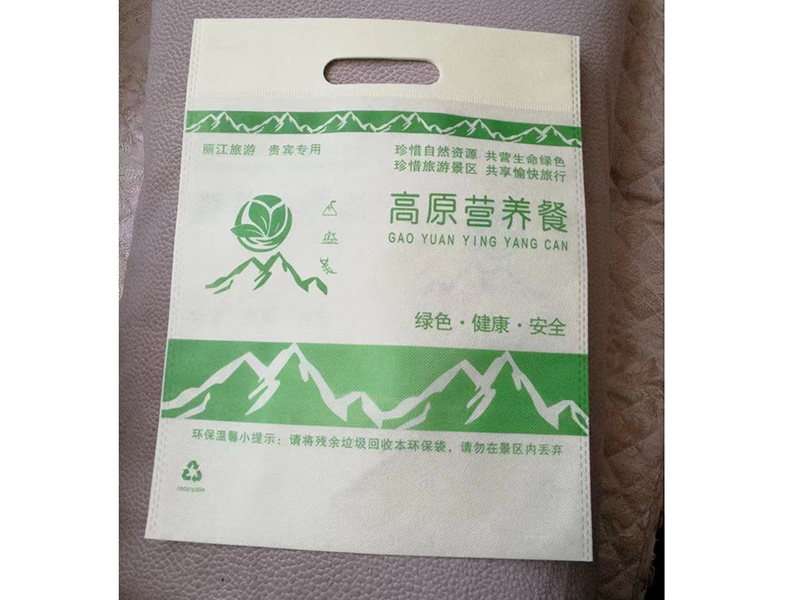 丽江旅游 贵宾专用
珍惜自然资源 共营生命绿色
珍惜旅游景区 共享愉快旅行
高原营养餐
GAO YUAN YING YANG CAN
绿色·健康·安全
环保温馨小提示：请将残余垃圾回收本环保袋，请勿在景区内丢弃